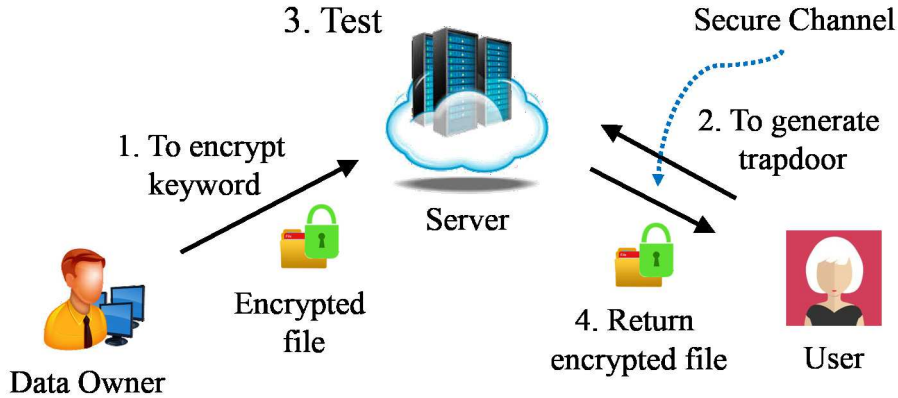 3. Test
Secure Channel
1. To encrypt
keyword
2. To generate
trapdoor
Server
Encrypted
file
4. Return
encrypted file
Data Owner
User